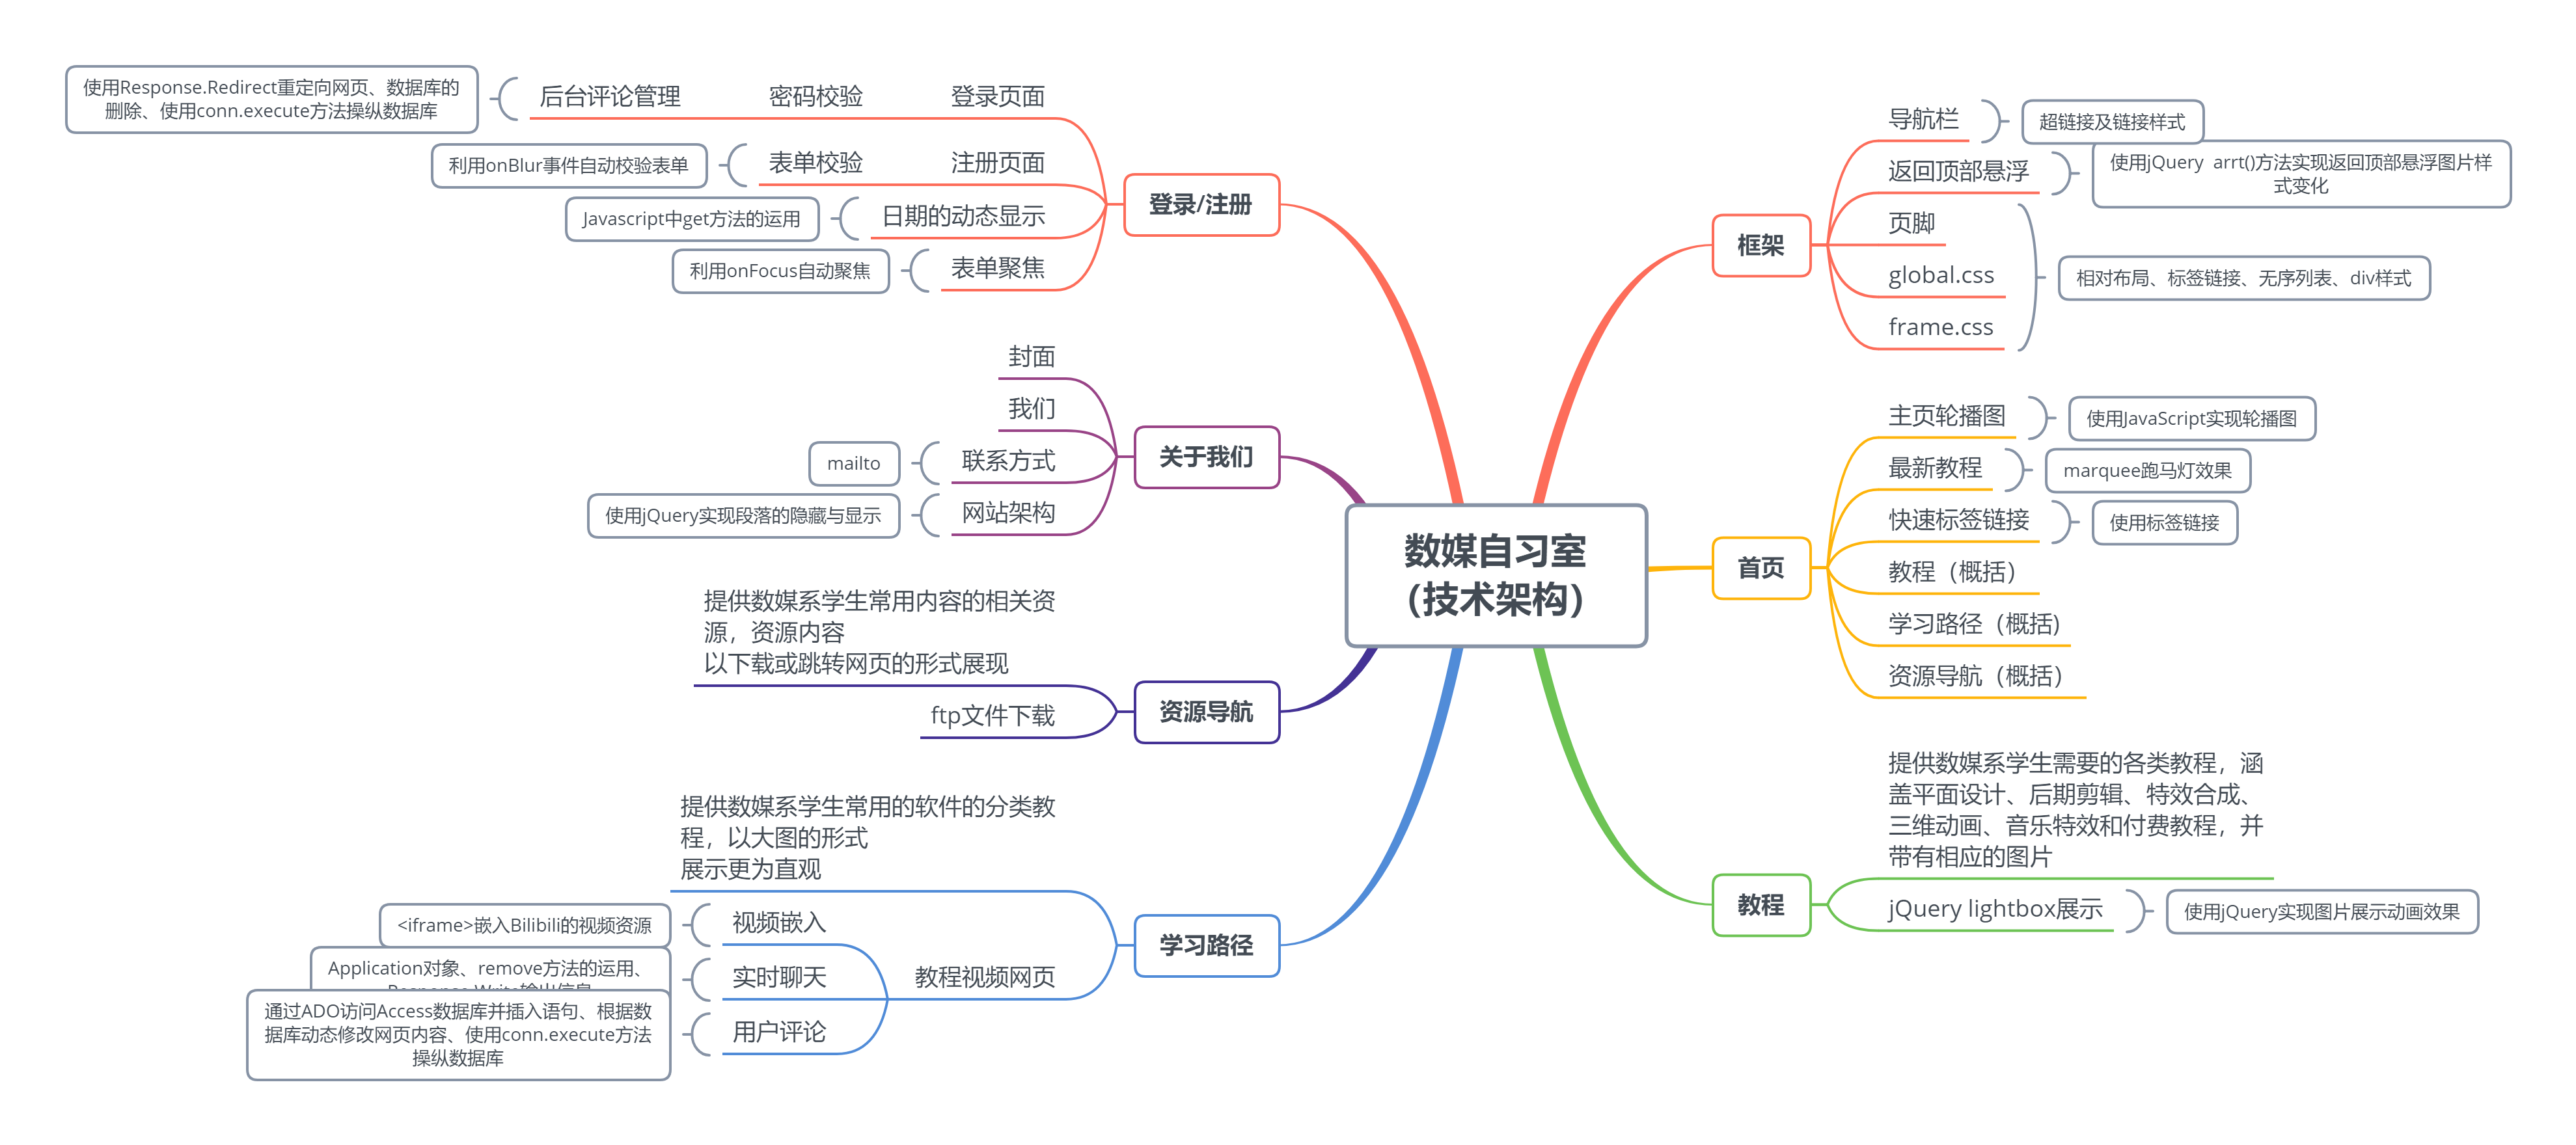 数媒自习室
(技术架构)
框架
导航栏
超链接及链接样式
返回顶部悬浮
使用jQuery arrt()方法实现返回顶部悬浮图片样
式变化
页脚
global.css
frame.css
相对布局、标签链接、无序列表、div样式
首页
主页轮播图
使用JavaScript实现轮播图
最新教程
marquee跑马灯效果
快速标签链接
使用标签链接
教程（概括）
学习路径（概括)
资源导航（概括）
教程
提供数媒系学生需要的各类教程，涵
盖平面设计、后期剪辑、特效合成、
三维动画、音乐特效和付费教程，并
带有相应的图片
jQuery lightbox展示
使用jQuery实现图片展示动画效果
登录/注册
登录页面
密码校验
后台评论管理
使用Response.Redirect重定向网页、数据库的
删除、使用conn.execute方法操纵数据库
注册页面
表单校验
利用onBlur事件自动校验表单
日期的动态显示
Javascript中get方法的运用
表单聚焦
利用onFocus自动聚焦
关于我们
封面
我们
联系方式
mailto
网站架构
使用jQuery实现段落的隐藏与显示
资源导航
提供数媒系学生常用内容的相关资
源，资源内容
以下载或跳转网页的形式展现
ftp文件下载
学习路径
提供数媒系学生常用的软件的分类教
程，以大图的形式
展示更为直观
教程视频网页
视频嵌入
<iframe>嵌入Bilibili的视频资源
实时聊天
Application对象、remove方法的运用、
Response.Write输出信息
用户评论
通过ADO访问Access数据库并插入语句、根据数
据库动态修改网页内容、使用conn.execute方法
操纵数据库